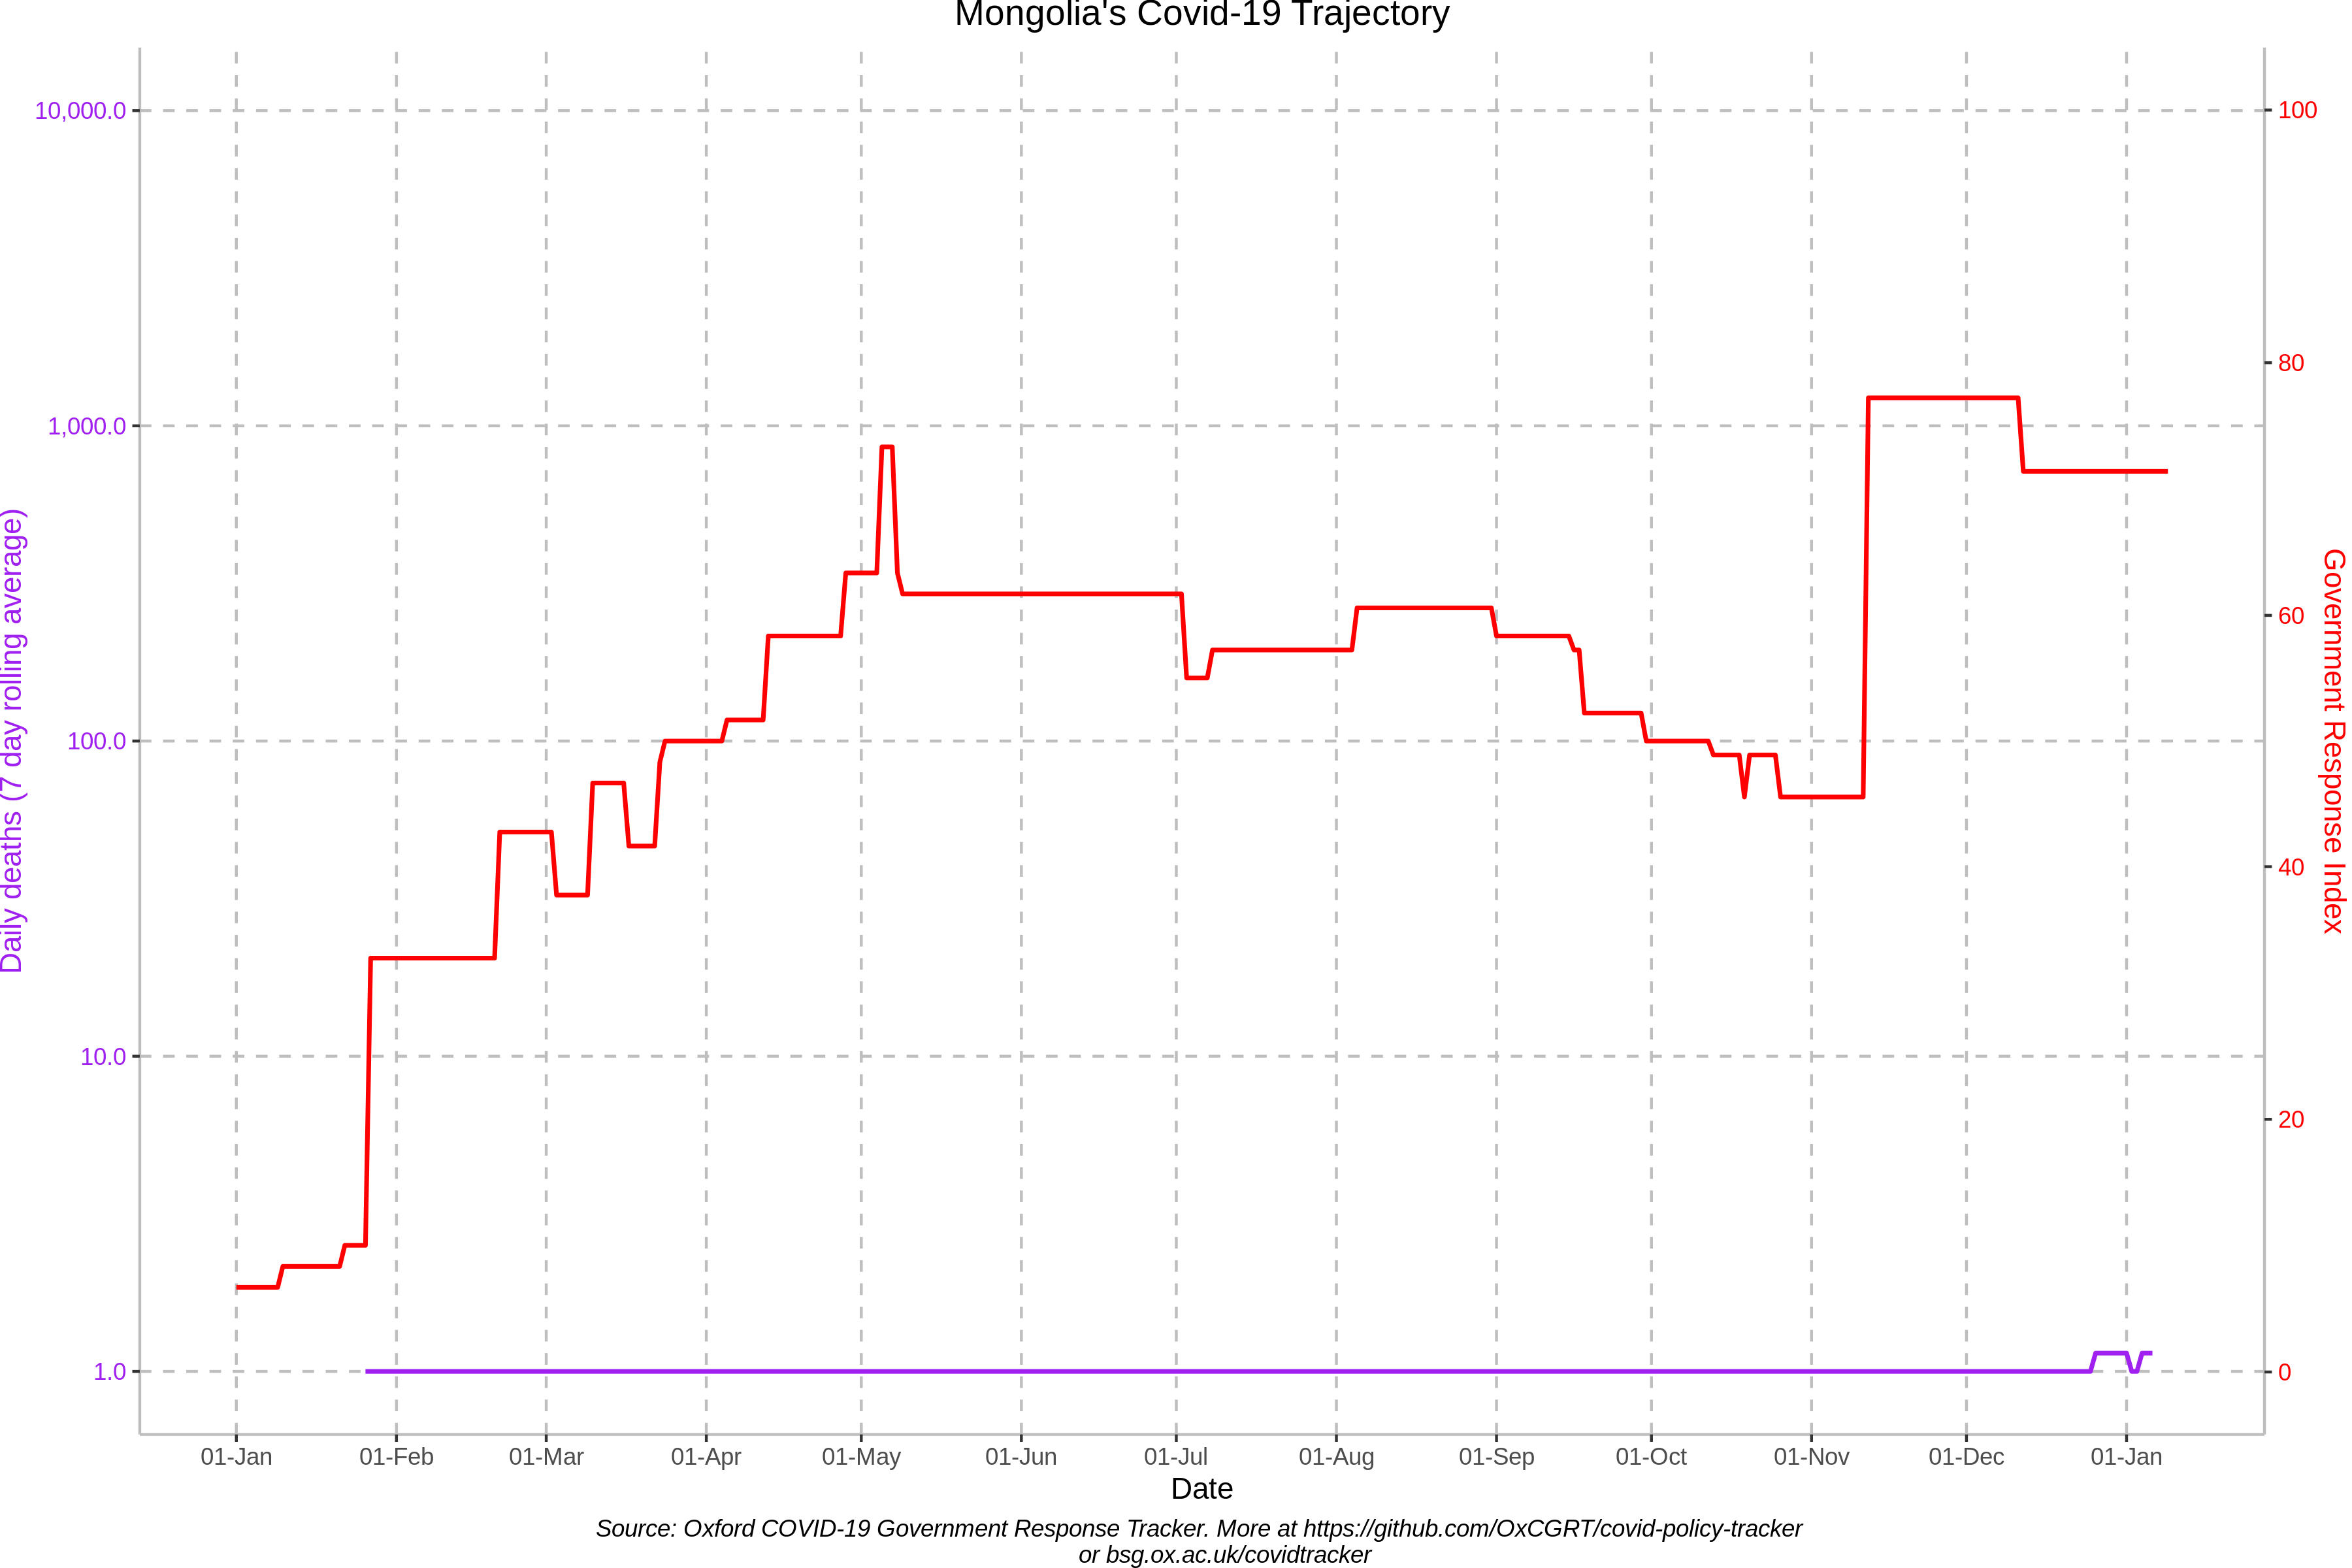 Mongolia's Covid-19 Trajectory
10,000.0
1,000.0
100.0
10.0
1.0
Daily deaths (7 day rolling average)
100
80
60
40
20
0
Government Response Index
01-Jan 01-Feb 01-Mar 01-Apr 01-May 01-Jun 01-Jul 01-Aug 01-Sep 01-Oct 01-Nov 01-Dec 01-Jan
Date
Source: Oxford COVID-19 Government Response Tracker. More at https://github.com/OxCGRT/covid-policy-tracker
or bsg.ox.ac.uk/covidtracker